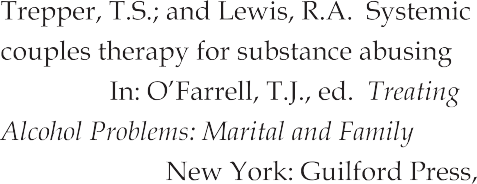 Trepper, T.S.; and Lewis, R.A. Systemic
couples therapy for substance abusing
In: O'Farrell, T.J., ed. Treating
Alcohol Problems: Marital and Family
New York: Guilford Press,